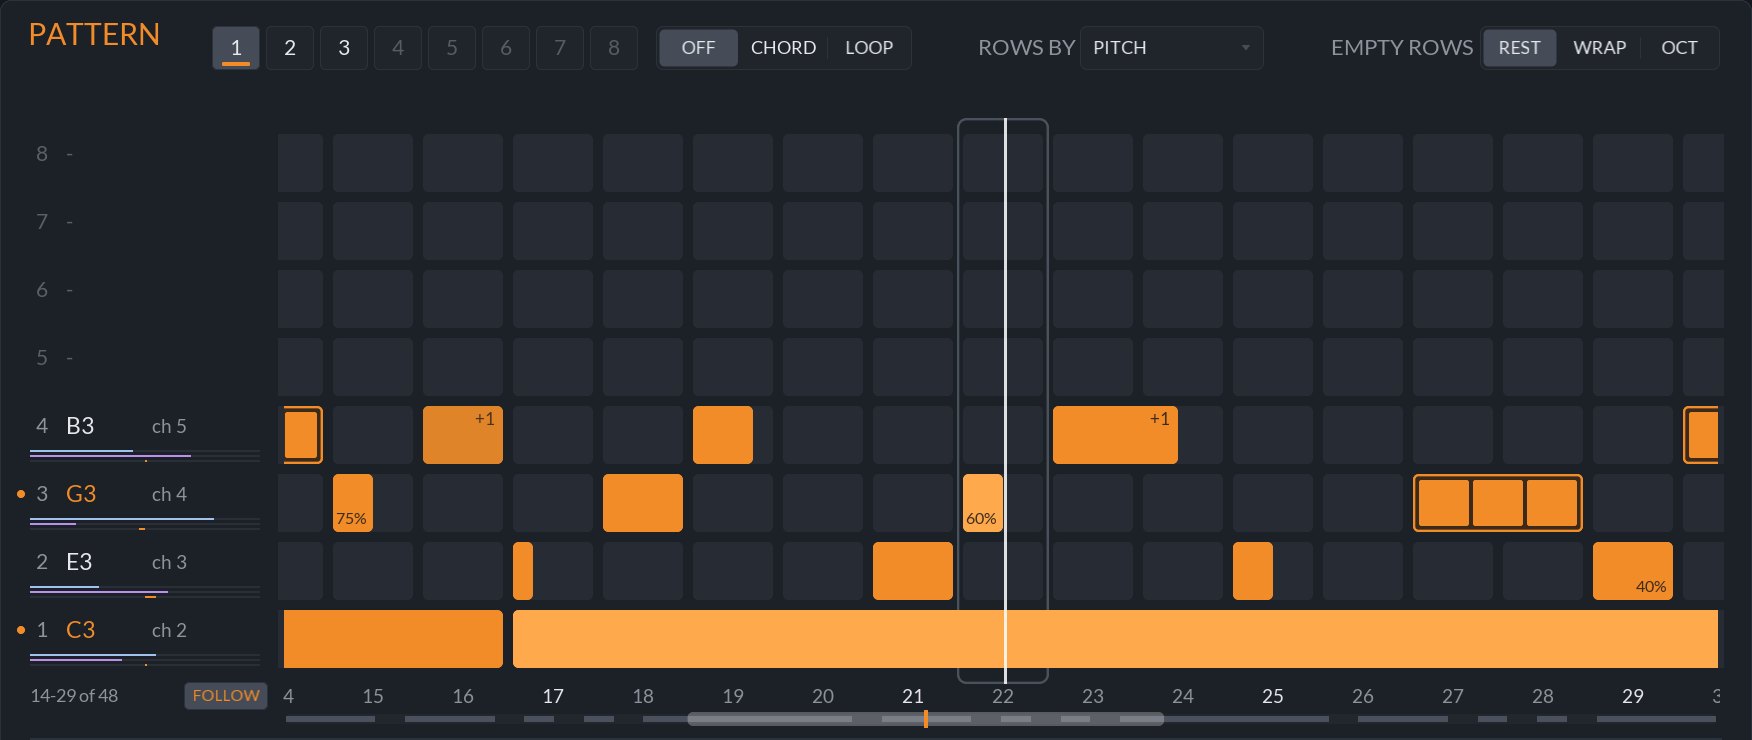 PATTERN 1 2 3 4 5 6 7 8 OFF CHORD LOOP ROWS BY PITCH EMPTY ROWS REST WRAP OCT
8 -
7 -
6 -
5 -
4 B3 ch 5 +1 +1
3 G3 ch 4 75% 60%
2 E3 ch 3 40%
1 C3 ch 2
14-29 of 48 FOLLOW 4 15 16 17 18 19 20 21 22 23 24 25 26 27 28 29